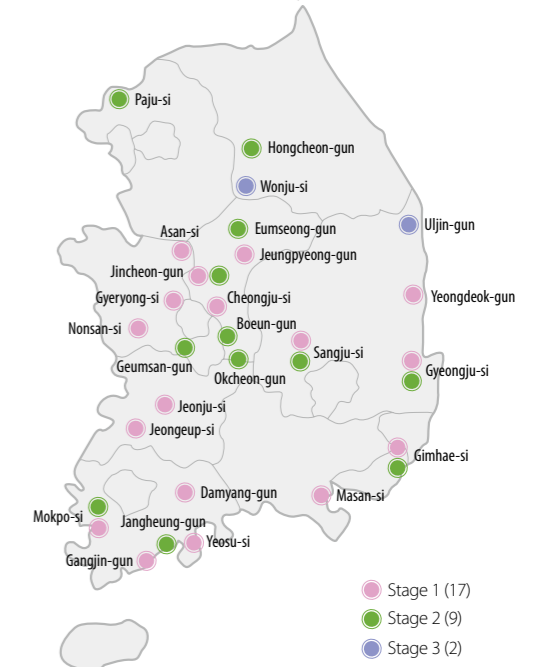 Paju-si
Hongcheon-gun
Wonju-si
Uljin-gun
Asan-si
Eumseong-gun
Jeungpyeong-gun
Jincheon-gun
Gyeryong-si
Cheongju-si
Yeongdeok-gun
Nonsan-si
Boeun-gun
Geumsan-gun
Sangju-si
Okcheon-gun
Gyeongju-si
Jeonju-si
Jeongeup-si
Gimhae-si
Damyang-gun
Masan-si
Mokpo-si
Jangheung-gun
Yeosu-si
Gangjin-gun
Stage 1 (17)
Stage 2 (9)
Stage 3 (2)